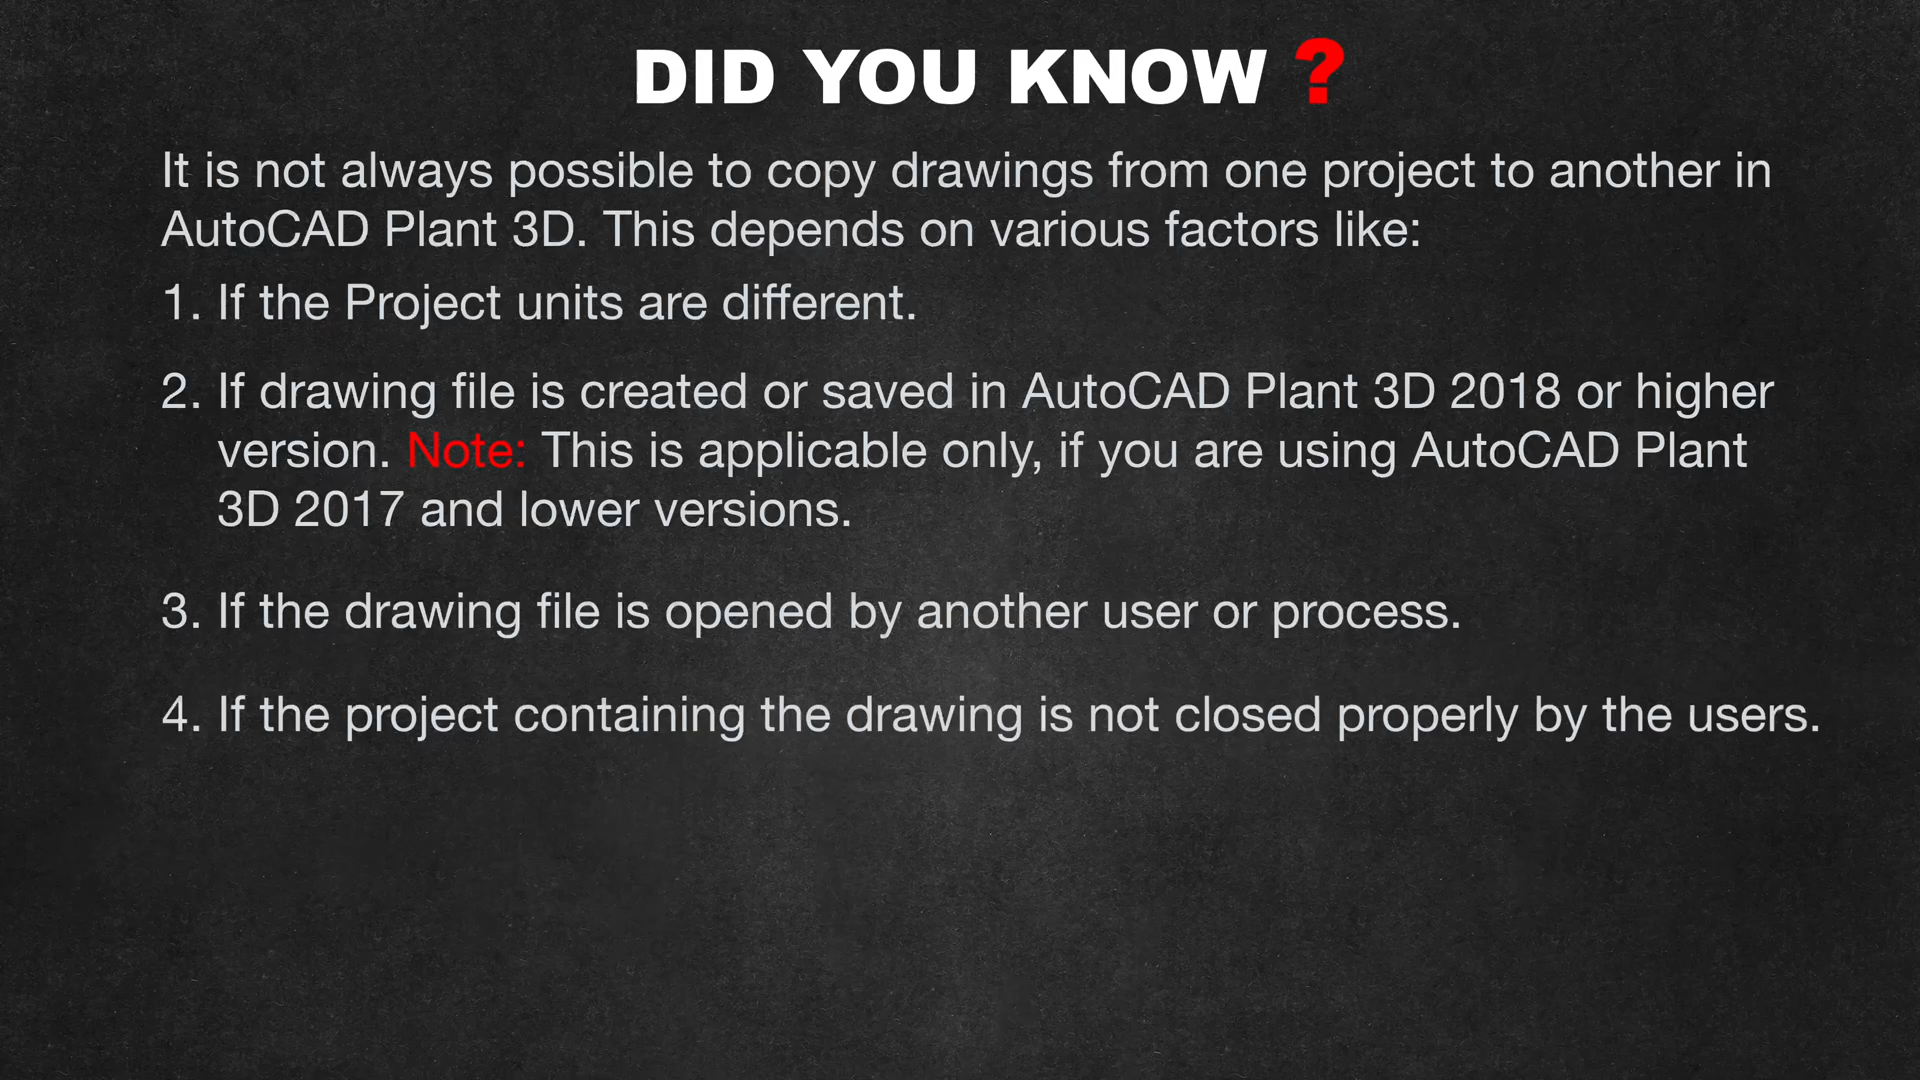 DID YOU KNOW ?
It is not always possible to copy drawings from one project to another in
AutoCAD Plant 3D. This depends on various factors like:
1. If the Project units are different.
2. If drawing file is created or saved in AutoCAD Plant 3D 2018 or higher
version. Note: This is applicable only, if you are using AutoCAD Plant
3D 2017 and lower versions.
3. If the drawing file is opened by another user or process.
4. If the project containing the drawing is not closed properly by the users.